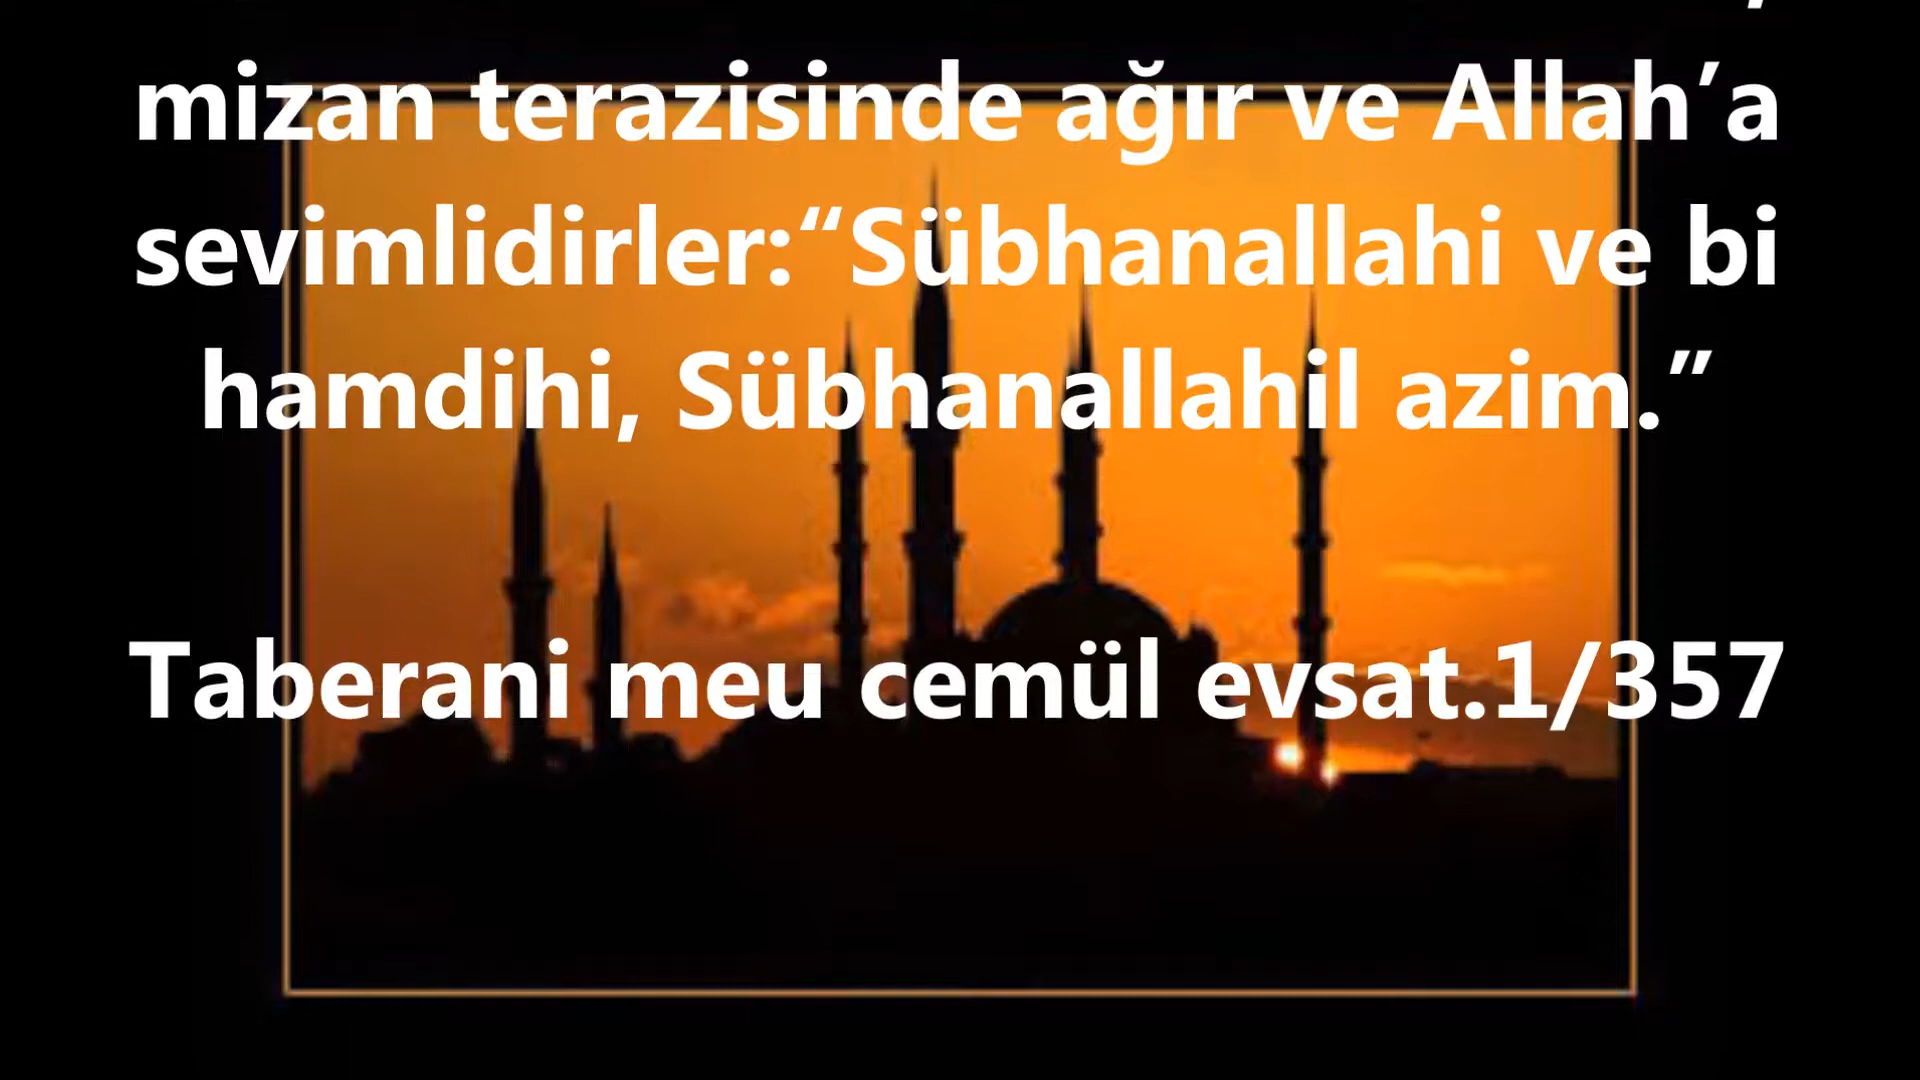 mizan terazisinde ağır ve Allah’a
sevimlidirler:“Sübhanallahi ve bi
hamdihi, Sübhanallahil azim.”
Taberani meu cemül evsat.1/357